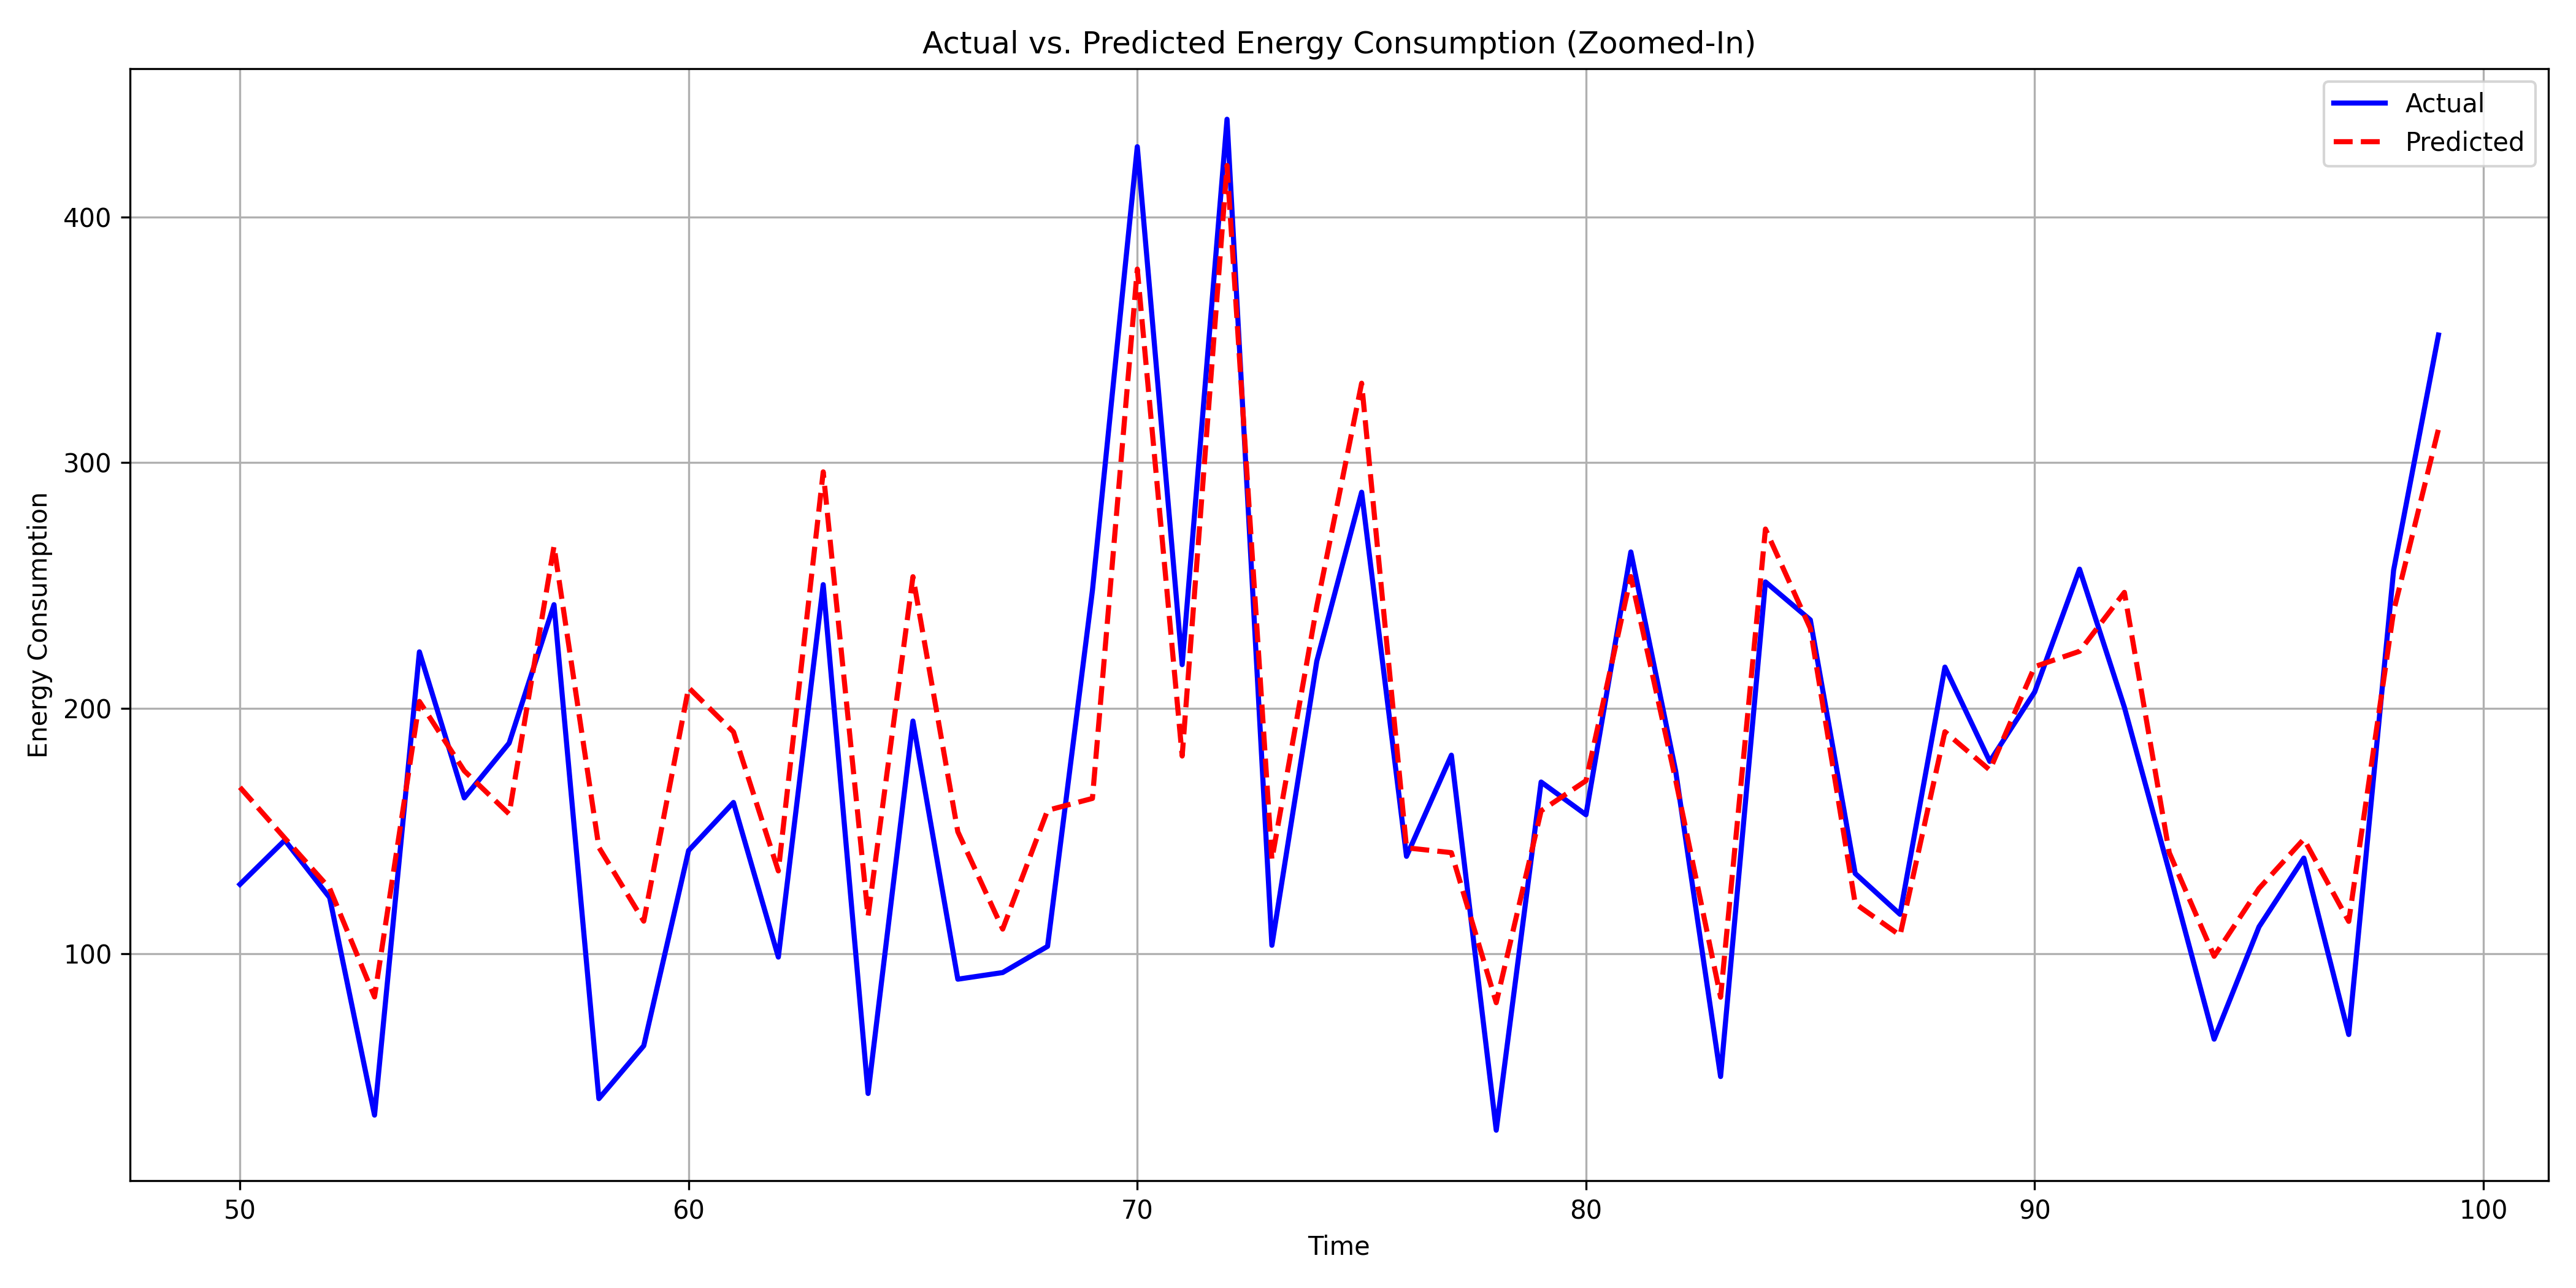 Actual vs. Predicted Energy Consumption (Zoomed-In)
Actual
Predicted
Energy Consumption
400
300
200
100
50
60
70
80
90
100
Time